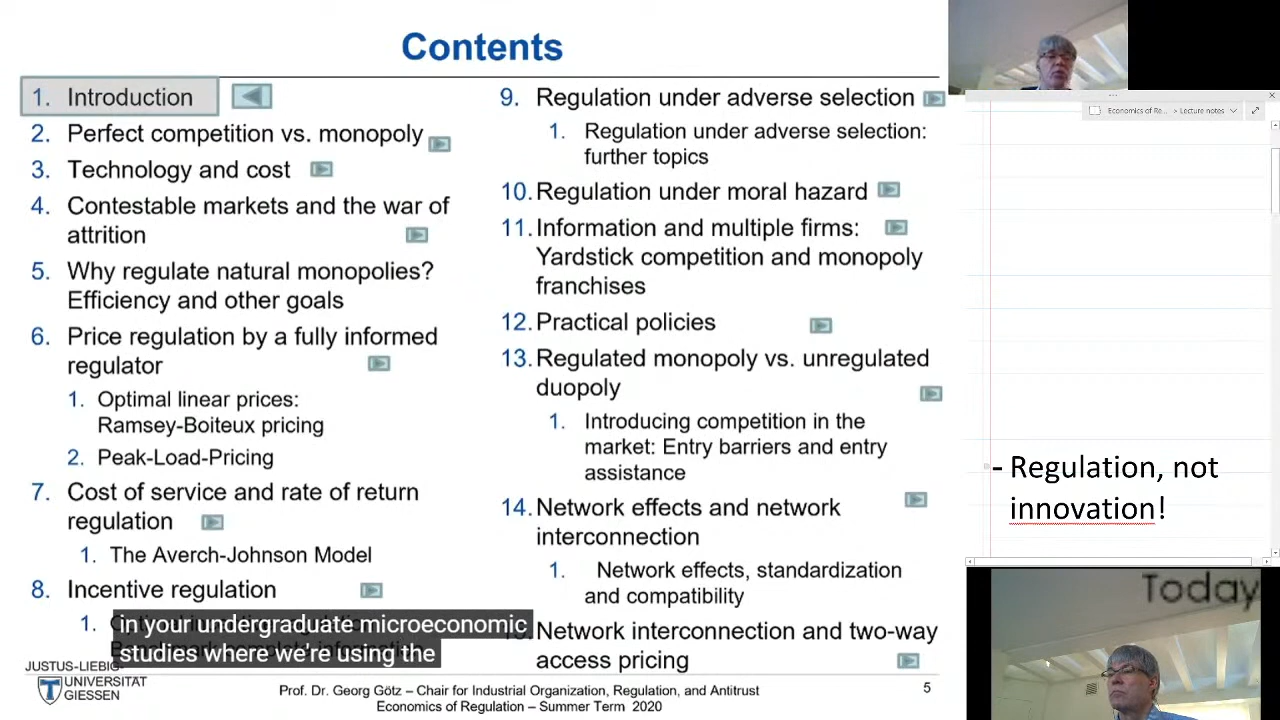 Contents
1. Introduction
2. Perfect competition vs. monopoly
3. Technology and cost
4. Contestable markets and the war of
attrition
5. Why regulate natural monopolies?
Efficiency and other goals
6. Price regulation by a fully informed
regulator
1. Optimal linear prices:
Ramsey-Boiteux pricing
2. Peak-Load-Pricing
7. Cost of service and rate of return
regulation
1. The Averch-Johnson Model
8. Incentive regulation
1.
in your undergraduate microeconomic
studies where we're using the
9. Regulation under adverse selection
1. Regulation under adverse selection:
further topics
10. Regulation under moral hazard
11. Information and multiple firms:
Yardstick competition and monopoly
franchises
12. Practical policies
13. Regulated monopoly vs. unregulated
duopoly
1. Introducing competition in the
market: Entry barriers and entry
assistance
14. Network effects and network
interconnection
1. Network effects, standardization
and compatibility
Network interconnection and two-way
access pricing
JUSTUS-LIEBIG-
UNIVERSITAT
GIESSEN
Prof. Dr. Georg Götz – Chair for Industrial Organization, Regulation, and Antitrust
Economics of Regulation – Summer Term 2020
5
Economics of Re... > Lecture notes
- Regulation, not
innovation!
Today